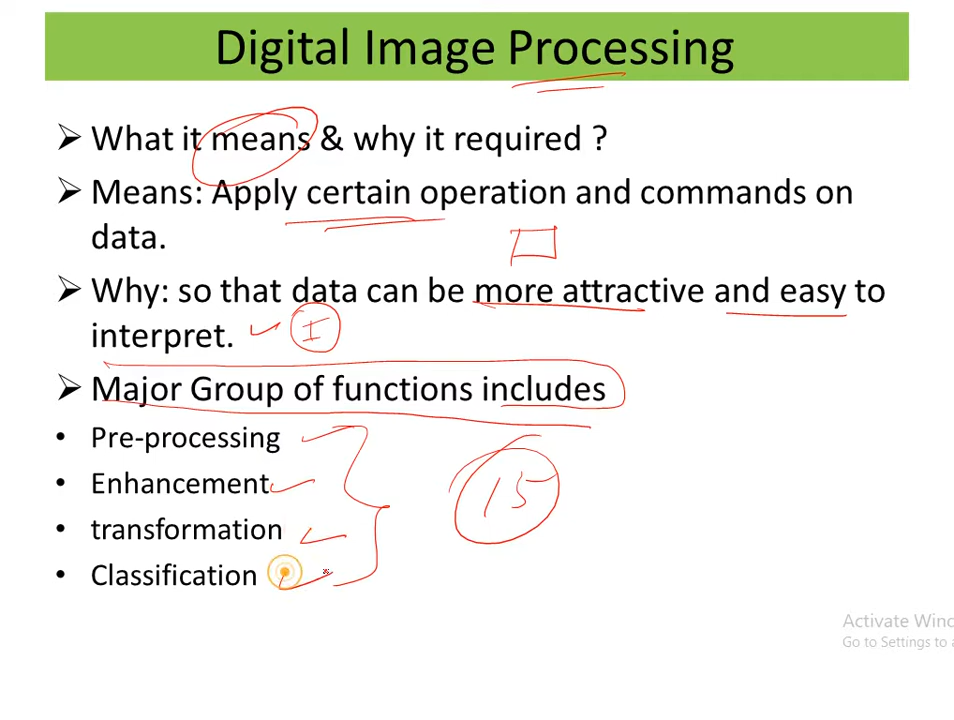 Digital Image Processing
➢ What it means & why it required ?
➢ Means: Apply certain operation and commands on
data.
➢ Why: so that data can be more attractive and easy to
interpret.
I
➢ Major Group of functions includes
• Pre-processing
• Enhancement
• transformation
• Classification
15
Activate Winc
Go to Settings to a